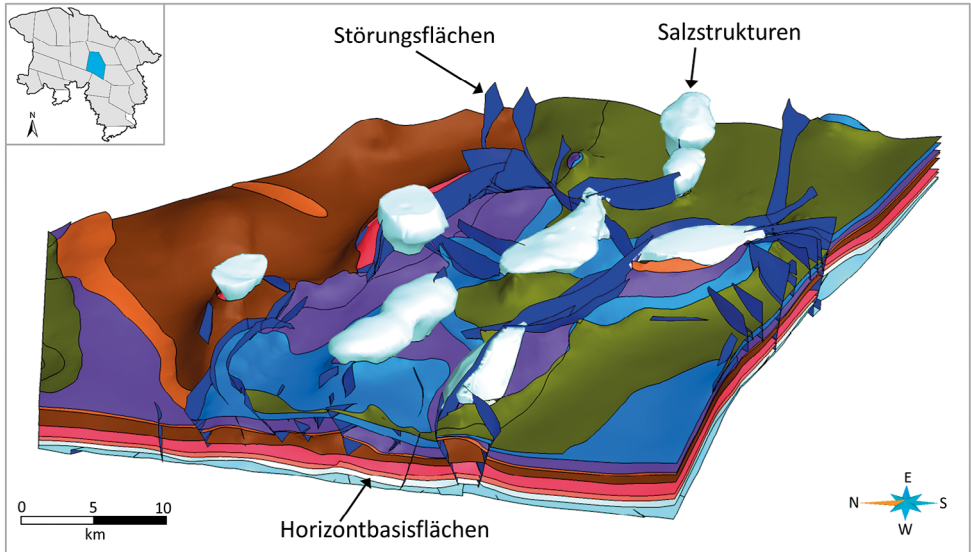 N
Störungsflächen
Salzstrukturen
0 5 10
km
Horizontbasisflächen
E
N S
W